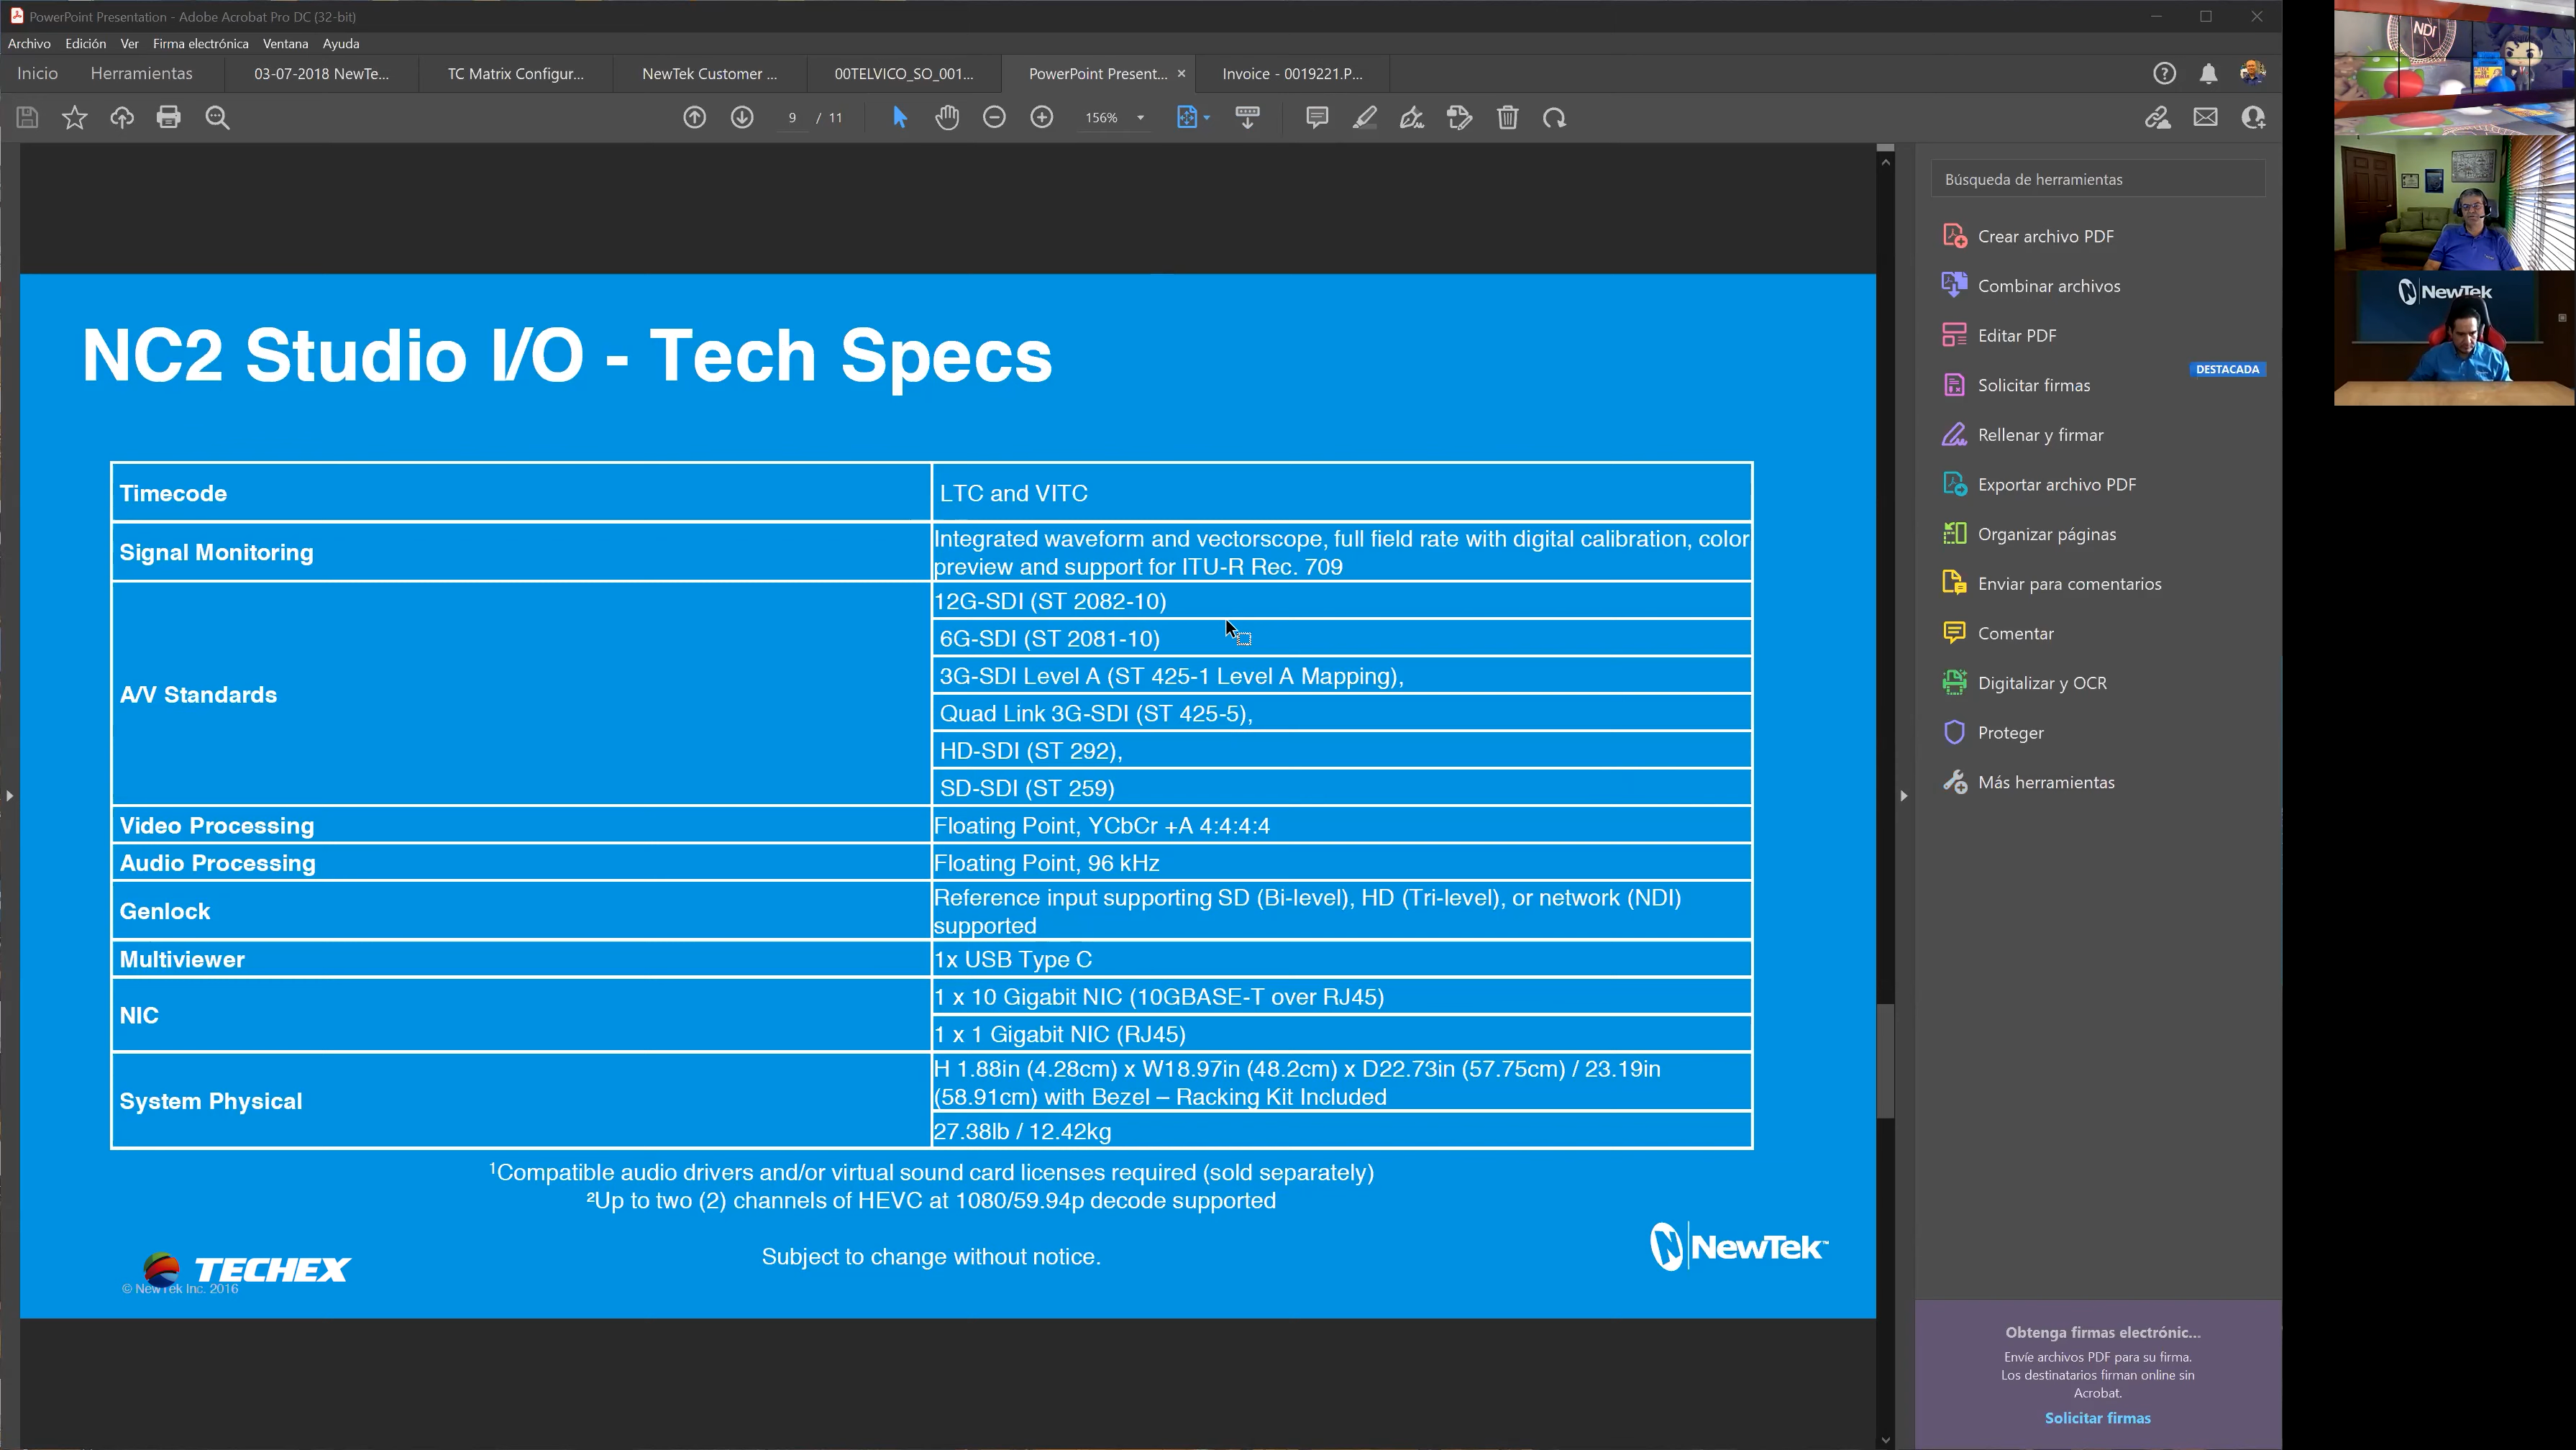 PowerPoint Presentation - Adobe Acrobat Pro DC (32-bit)
Archivo Edición Ver Firma electrónica Ventana Ayuda
Inicio Herramientas 03-07-2018 NewTe... TC Matrix Configur... NewTek Customer ... 00TELVICO_SO_001... PowerPoint Present... Invoice - 0019221.P...
9 / 11 156%
NC2 Studio I/O - Tech Specs
Timecode LTC and VITC
Signal Monitoring Integrated waveform and vectorscope, full field rate with digital calibration, color
preview and support for ITU-R Rec. 709
A/V Standards
12G-SDI (ST 2082-10)
6G-SDI (ST 2081-10)
3G-SDI Level A (ST 425-1 Level A Mapping),
Quad Link 3G-SDI (ST 425-5),
HD-SDI (ST 292),
SD-SDI (ST 259)
Video Processing Floating Point, YCbCr +A 4:4:4:4
Audio Processing Floating Point, 96 kHz
Genlock Reference input supporting SD (Bi-level), HD (Tri-level), or network (NDI)
supported
Multiviewer 1x USB Type C
NIC
1 x 10 Gigabit NIC (10GBASE-T over RJ45)
1 x 1 Gigabit NIC (RJ45)
System Physical
H 1.88in (4.28cm) x W18.97in (48.2cm) x D22.73in (57.75cm) / 23.19in
(58.91cm) with Bezel – Racking Kit Included
27.38lb / 12.42kg
¹Compatible audio drivers and/or virtual sound card licenses required (sold separately)
²Up to two (2) channels of HEVC at 1080/59.94p decode supported
Subject to change without notice.
TECHEX
© NewTek Inc. 2016
NewTek™
Búsqueda de herramientas
Crear archivo PDF
Combinar archivos
Editar PDF
DESTACADA
Solicitar firmas
Rellenar y firmar
Exportar archivo PDF
Organizar páginas
Enviar para comentarios
Comentar
Digitalizar y OCR
Proteger
Más herramientas
Obtenga firmas electrónic...
Envíe archivos PDF para su firma.
Los destinatarios firman online sin
Acrobat.
Solicitar firmas
NDI
NewTek